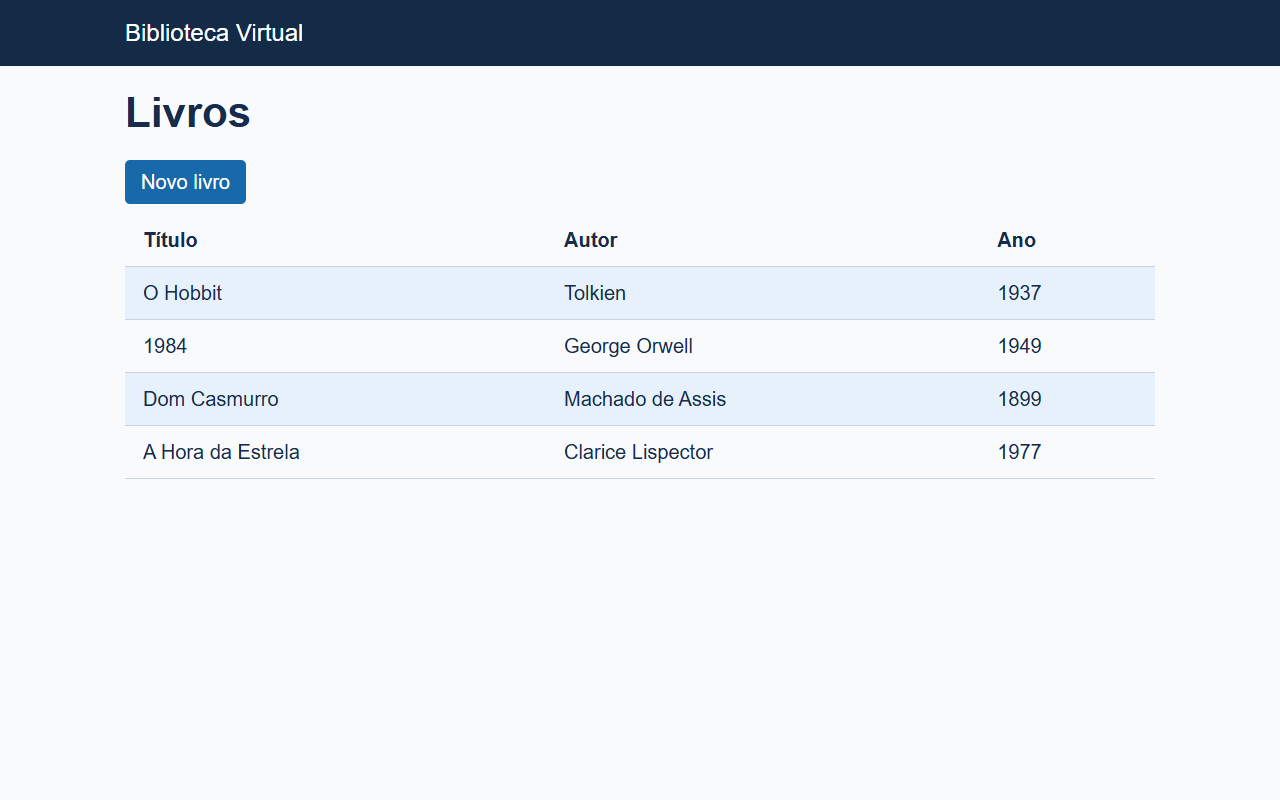 Biblioteca Virtual
Livros
Novo livro
Título Autor Ano
O Hobbit Tolkien 1937
1984 George Orwell 1949
Dom Casmurro Machado de Assis 1899
A Hora da Estrela Clarice Lispector 1977